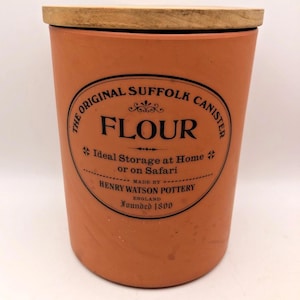 THE ORIGINAL SUFFOLK CANISTER
FLOUR
Ideal Storage at Home
or on Safari
MADE BY
HENRY WATSON POTTERY
ENGLAND
Founded 1800